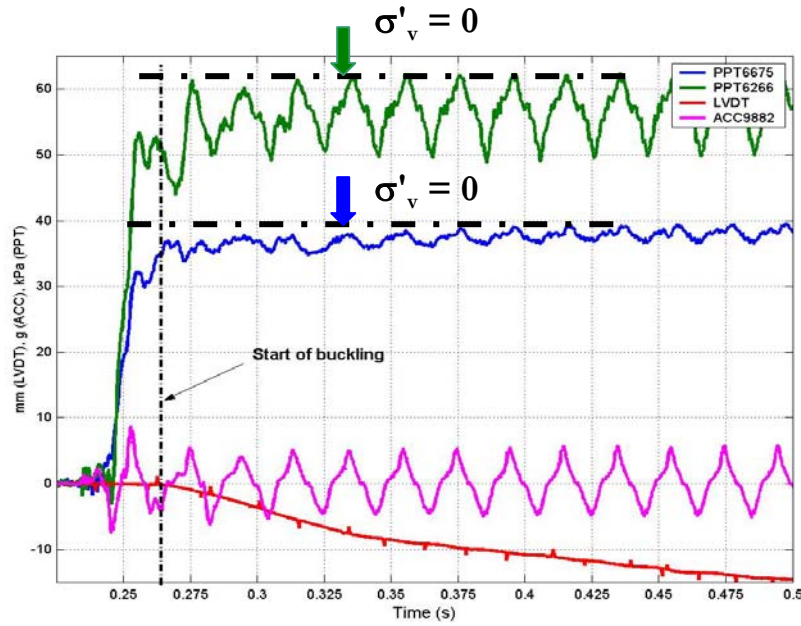 σ'v = 0
60
50
40
30
20
10
0
-10
mm (LVDT), g (ACC), kPa (PPT)
PPT6675
PPT6266
LVDT
ACC9882
σ'v = 0
Start of buckling
0.25 0.275 0.3 0.325 0.35 0.375 0.4 0.425 0.45 0.475 0.5
Time (s)